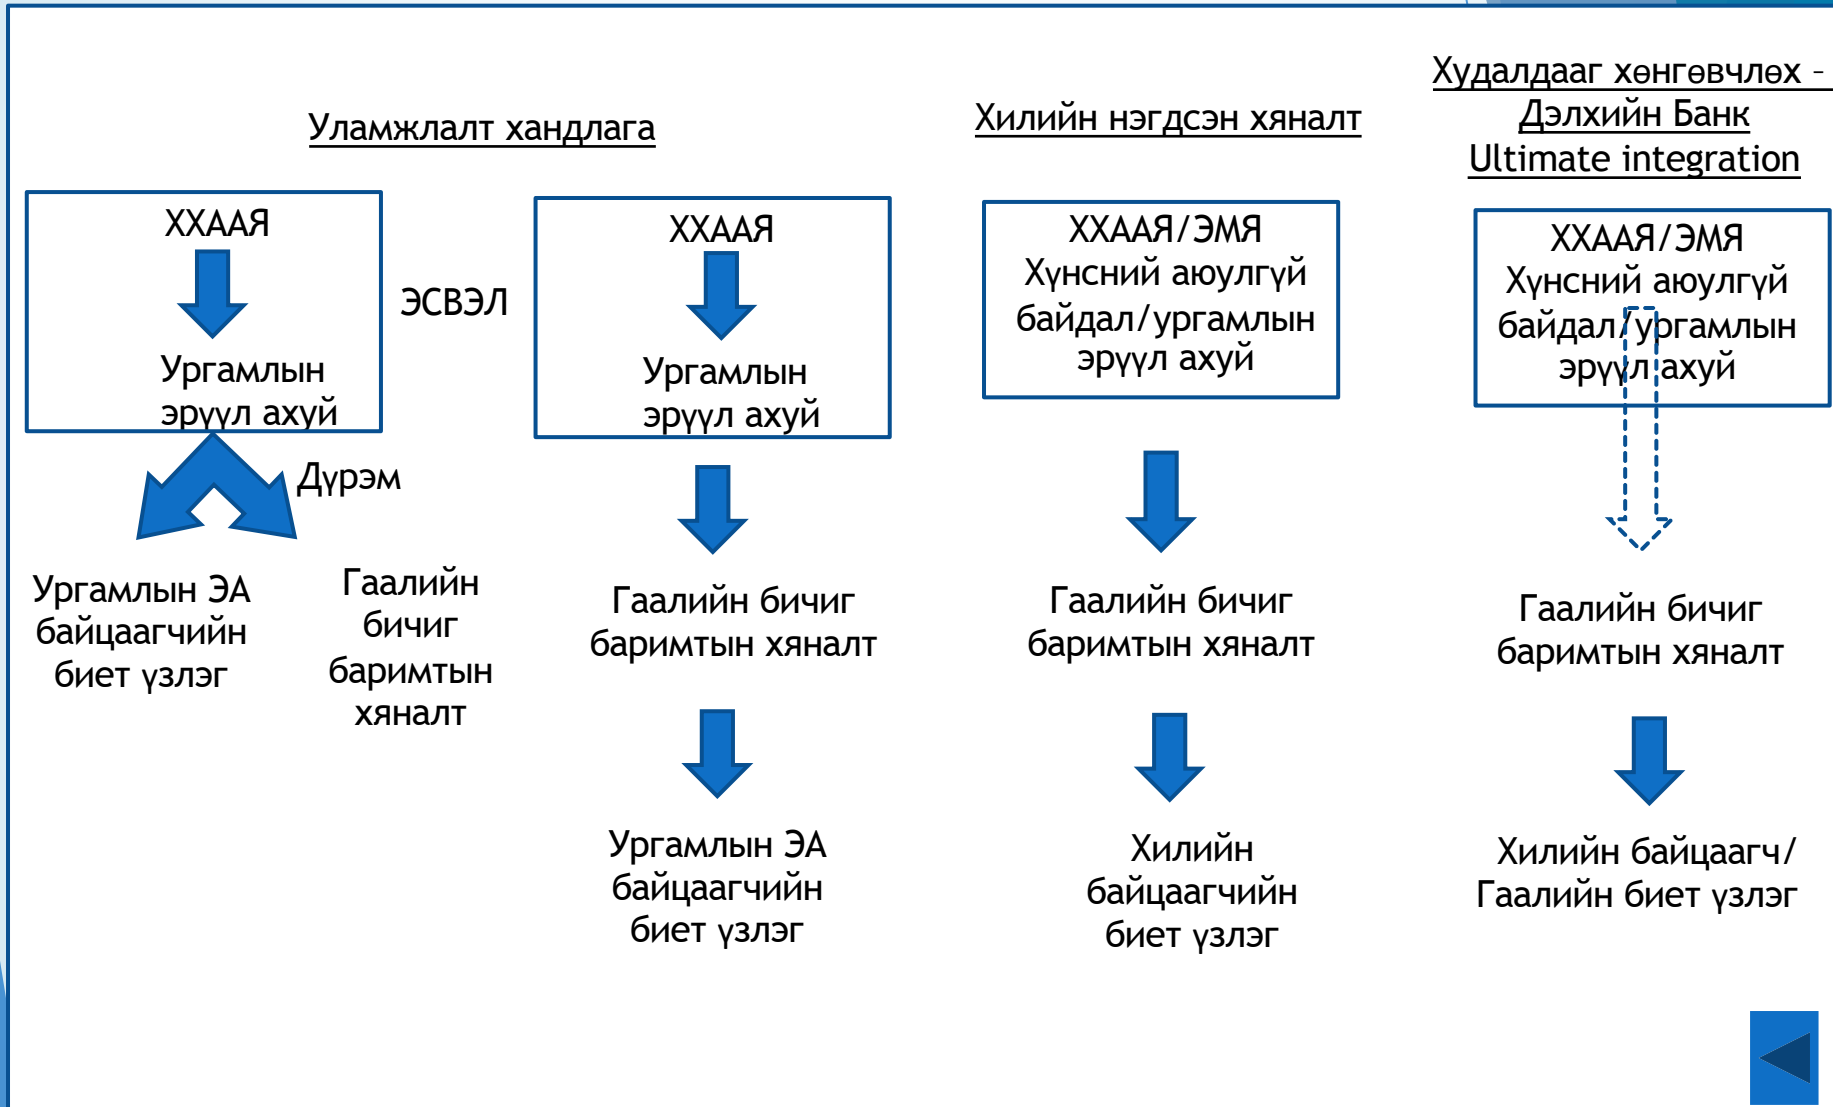 Уламжлалт хандлага
ХХААЯ
Ургамлын
эрүүл ахуй
Дүрэм
Ургамлын ЭА
байцаагчийн
биет үзлэг
Гаалийн
бичиг
баримтын
хяналт
ЭСВЭЛ
ХХААЯ
Ургамлын
эрүүл ахуй
Гаалийн бичиг
баримтын хяналт
Ургамлын ЭА
байцаагчийн
биет үзлэг
Хилийн нэгдсэн хяналт
ХХААЯ/ЭМЯ
Хүнсний аюулгүй
байдал/ургамлын
эрүүл ахуй
Гаалийн бичиг
баримтын хяналт
Хилийн
байцаагчийн
биет үзлэг
Худалдааг хөнгөвчлөх -
Дэлхийн Банк
Ultimate integration
ХХААЯ/ЭМЯ
Хүнсний аюулгүй
байдал/ургамлын
эрүүл ахуй
Гаалийн бичиг
баримтын хяналт
Хилийн байцаагч/
Гаалийн биет үзлэг